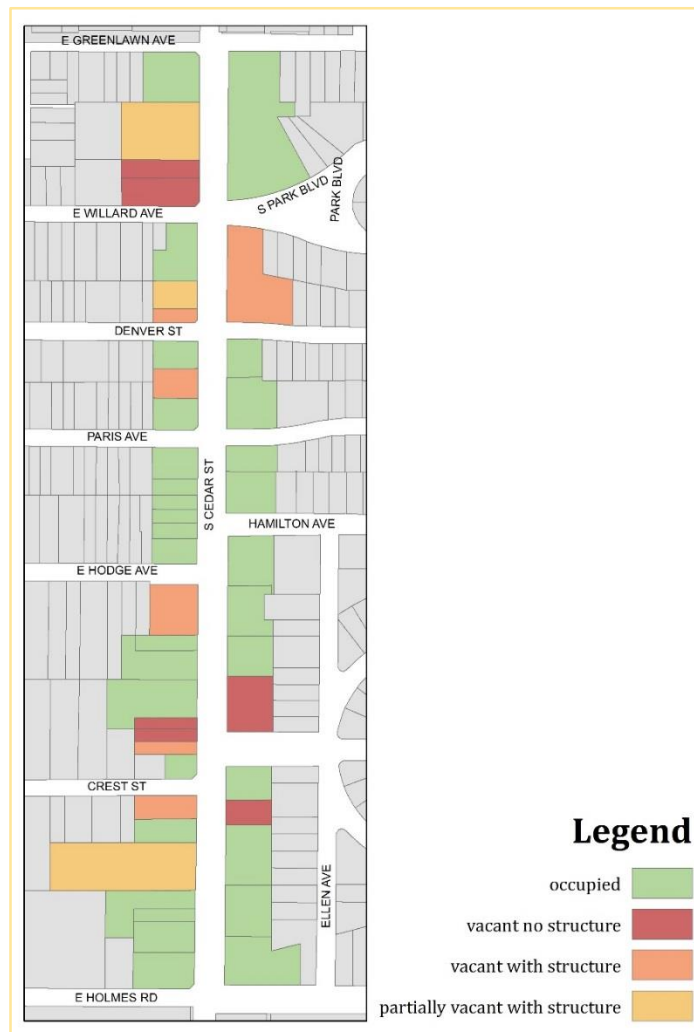 E GREENLAWN AVE
S PARK BLVD
PARK BLVD
E WILLARD AVE
DENVER ST
PARIS AVE
S CEDAR ST
HAMILTON AVE
E HODGE AVE
CREST ST
ELLEN AVE
E HOLMES RD
Legend
occupied
vacant no structure
vacant with structure
partially vacant with structure